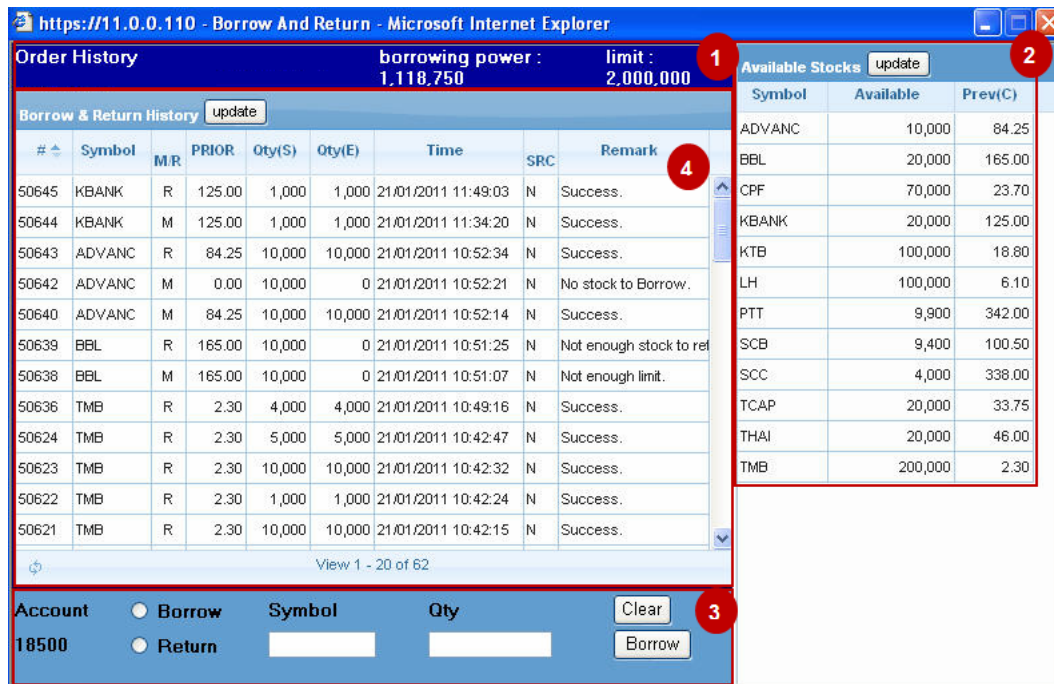 https://11.0.0.110 - Borrow And Return - Microsoft Internet Explorer
Order History borrowing power : limit :
1,118,750 2,000,000
1
Borrow & Return History update
# Symbol M/R PRIOR Qty(S) Qty(E) Time SRC Remark
4
50645 KBANK R 125.00 1,000 1,000 21/01/2011 11:49:03 N Success.
50644 KBANK M 125.00 1,000 1,000 21/01/2011 11:34:20 N Success.
50643 ADVANC R 84.25 10,000 10,000 21/01/2011 10:52:34 N Success.
50642 ADVANC M 0.00 10,000 0 21/01/2011 10:52:21 N No stock to Borrow.
50640 ADVANC M 84.25 10,000 10,000 21/01/2011 10:52:14 N Success.
50639 BBL R 165.00 10,000 0 21/01/2011 10:51:25 N Not enough stock to ret
50638 BBL M 165.00 10,000 0 21/01/2011 10:51:07 N Not enough limit.
50636 TMB R 2.30 4,000 4,000 21/01/2011 10:49:16 N Success.
50624 TMB R 2.30 5,000 5,000 21/01/2011 10:42:47 N Success.
50623 TMB R 2.30 10,000 10,000 21/01/2011 10:42:32 N Success.
50622 TMB R 2.30 1,000 1,000 21/01/2011 10:42:24 N Success.
50621 TMB R 2.30 10,000 10,000 21/01/2011 10:42:15 N Success.
View 1 - 20 of 62
Available Stocks update
2
Symbol Available Prev(C)
ADVANC 10,000 84.25
BBL 20,000 165.00
CPF 70,000 23.70
KBANK 20,000 125.00
KTB 100,000 18.80
LH 100,000 6.10
PTT 9,900 342.00
SCB 9,400 100.50
SCC 4,000 338.00
TCAP 20,000 33.75
THAI 20,000 46.00
TMB 200,000 2.30
Account Borrow Symbol Qty Clear
3
18500 Return Borrow